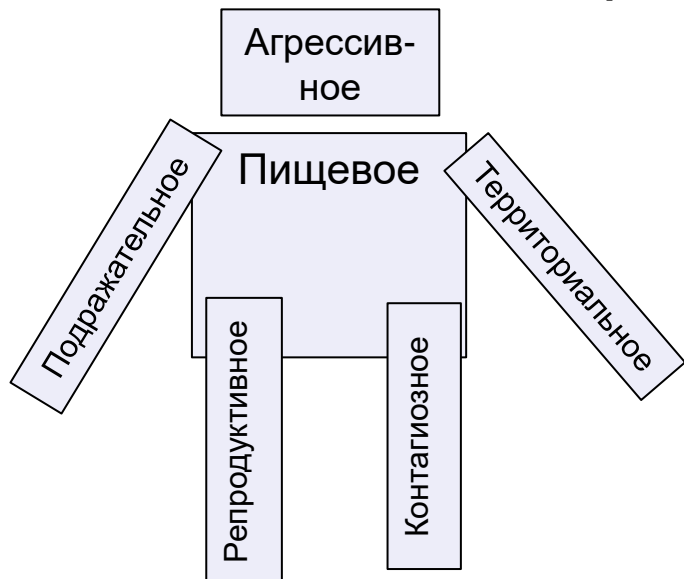 Агрессив-
ное
Пищевое
Подражательное
Территориальное
Репродуктивное
Контагиозное